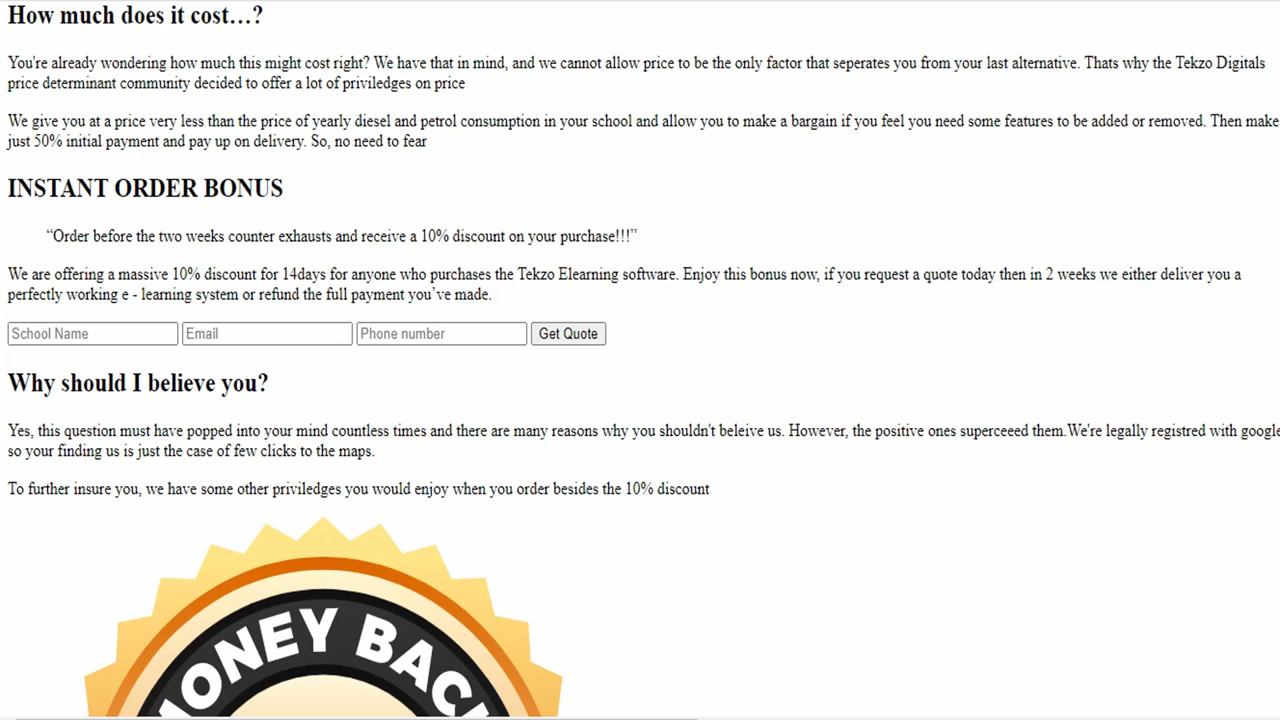 How much does it cost…?
You're already wondering how much this might cost right? We have that in mind, and we cannot allow price to be the only factor that seperates you from your last alternative. Thats why the Tekzo Digitals
price determinant community decided to offer a lot of priviledges on price
We give you at a price very less than the price of yearly diesel and petrol consumption in your school and allow you to make a bargain if you feel you need some features to be added or removed. Then make
just 50% initial payment and pay up on delivery. So, no need to fear
INSTANT ORDER BONUS
“Order before the two weeks counter exhausts and receive a 10% discount on your purchase!!!”
We are offering a massive 10% discount for 14days for anyone who purchases the Tekzo Elearning software. Enjoy this bonus now, if you request a quote today then in 2 weeks we either deliver you a
perfectly working e - learning system or refund the full payment you’ve made.
School Name Email Phone number Get Quote
Why should I believe you?
Yes, this question must have popped into your mind countless times and there are many reasons why you shouldn't beleive us. However, the positive ones superceeed them.We're legally registred with google
so your finding us is just the case of few clicks to the maps.
To further insure you, we have some other priviledges you would enjoy when you order besides the 10% discount
MONEY BACK